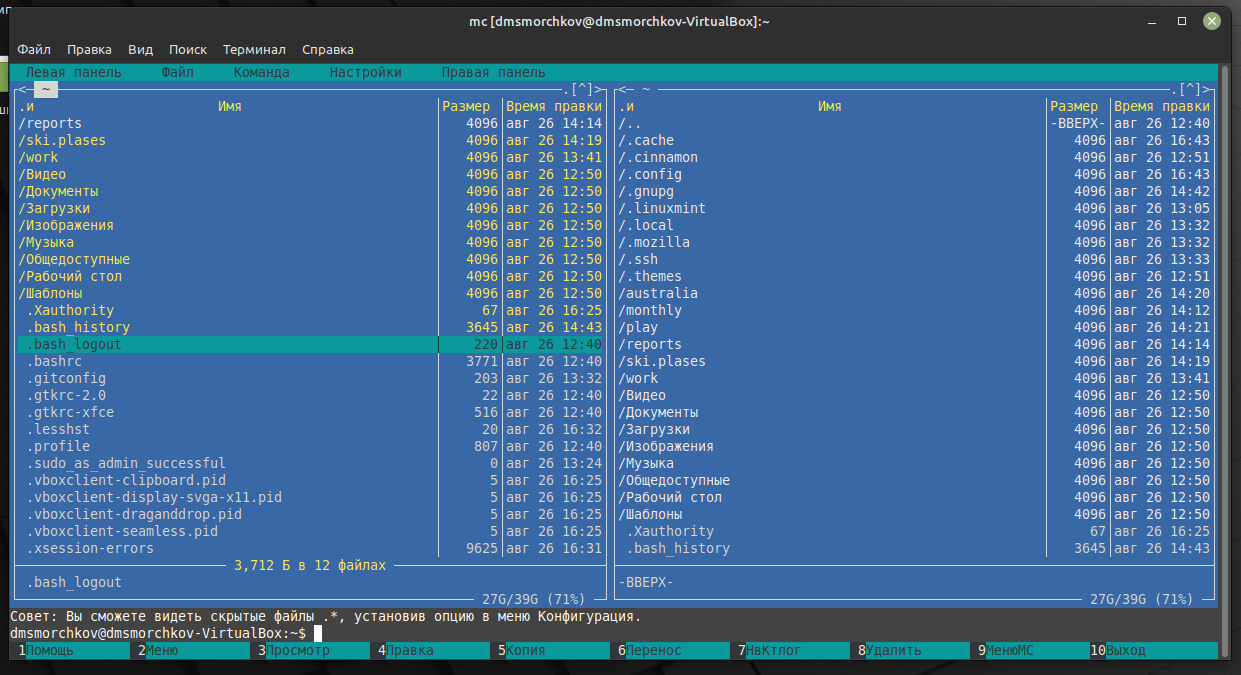 mc [dmsmorchkov@dmsmorchkov-VirtualBox]:~
Файл Правка Вид Поиск Терминал Справка
Левая панель Файл Команда Настройки Правая панель
<─ ~ .[^]>
.и Имя Размер Время правки
/reports 4096 авг 26 14:14
/ski.plases 4096 авг 26 14:19
/work 4096 авг 26 13:41
/Видео 4096 авг 26 12:50
/Документы 4096 авг 26 12:50
/Загрузки 4096 авг 26 12:50
/Изображения 4096 авг 26 12:50
/Музыка 4096 авг 26 12:50
/Общедоступные 4096 авг 26 12:50
/Рабочий стол 4096 авг 26 12:50
/Шаблоны 4096 авг 26 12:50
.Xauthority 67 авг 26 16:25
.bash_history 3645 авг 26 14:43
.bash_logout 220 авг 26 12:40
.bashrc 3771 авг 26 12:40
.gitconfig 203 авг 26 13:32
.gtkrc-2.0 22 авг 26 12:40
.gtkrc-xfce 516 авг 26 12:40
.lesshst 20 авг 26 16:32
.profile 807 авг 26 12:40
.sudo_as_admin_successful 0 авг 26 13:24
.vboxclient-clipboard.pid 5 авг 26 16:25
.vboxclient-display-svga-x11.pid 5 авг 26 16:25
.vboxclient-draganddrop.pid 5 авг 26 16:25
.vboxclient-seamless.pid 5 авг 26 16:25
.xsession-errors 9625 авг 26 16:31
3,712 Б в 12 файлах
.bash_logout
27G/39G (71%)
<─ ~ .[^]>
.и Имя Размер Время правки
/.. -ВВЕРХ- авг 26 12:40
/.cache 4096 авг 26 16:43
/.cinnamon 4096 авг 26 12:51
/.config 4096 авг 26 16:43
/.gnupg 4096 авг 26 14:42
/.linuxmint 4096 авг 26 13:05
/.local 4096 авг 26 13:32
/.mozilla 4096 авг 26 13:32
/.ssh 4096 авг 26 13:33
/.themes 4096 авг 26 12:51
/australia 4096 авг 26 14:20
/monthly 4096 авг 26 14:12
/play 4096 авг 26 14:21
/reports 4096 авг 26 14:14
/ski.plases 4096 авг 26 14:19
/work 4096 авг 26 13:41
/Видео 4096 авг 26 12:50
/Документы 4096 авг 26 12:50
/Загрузки 4096 авг 26 12:50
/Изображения 4096 авг 26 12:50
/Музыка 4096 авг 26 12:50
/Общедоступные 4096 авг 26 12:50
/Рабочий стол 4096 авг 26 12:50
/Шаблоны 4096 авг 26 12:50
.Xauthority 67 авг 26 16:25
.bash_history 3645 авг 26 14:43
-ВВЕРХ-
27G/39G (71%)
Совет: Вы сможете видеть скрытые файлы .*, установив опцию в меню Конфигурация.
dmsmorchkov@dmsmorchkov-VirtualBox:~$
1Помощь 2Меню 3Просмотр 4Правка 5Копия 6Перенос 7НвКтлог 8Удалить 9МенюМС 10Выход